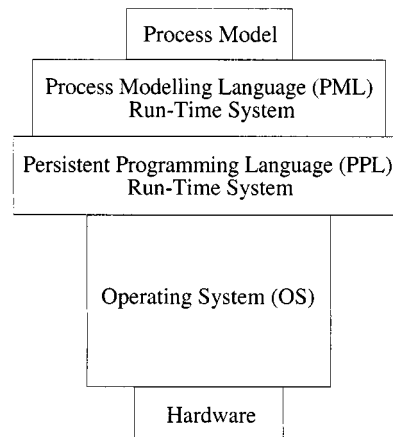 Process Model
Process Modelling Language (PML)
Run-Time System
Persistent Programming Language (PPL)
Run-Time System
Operating System (OS)
Hardware